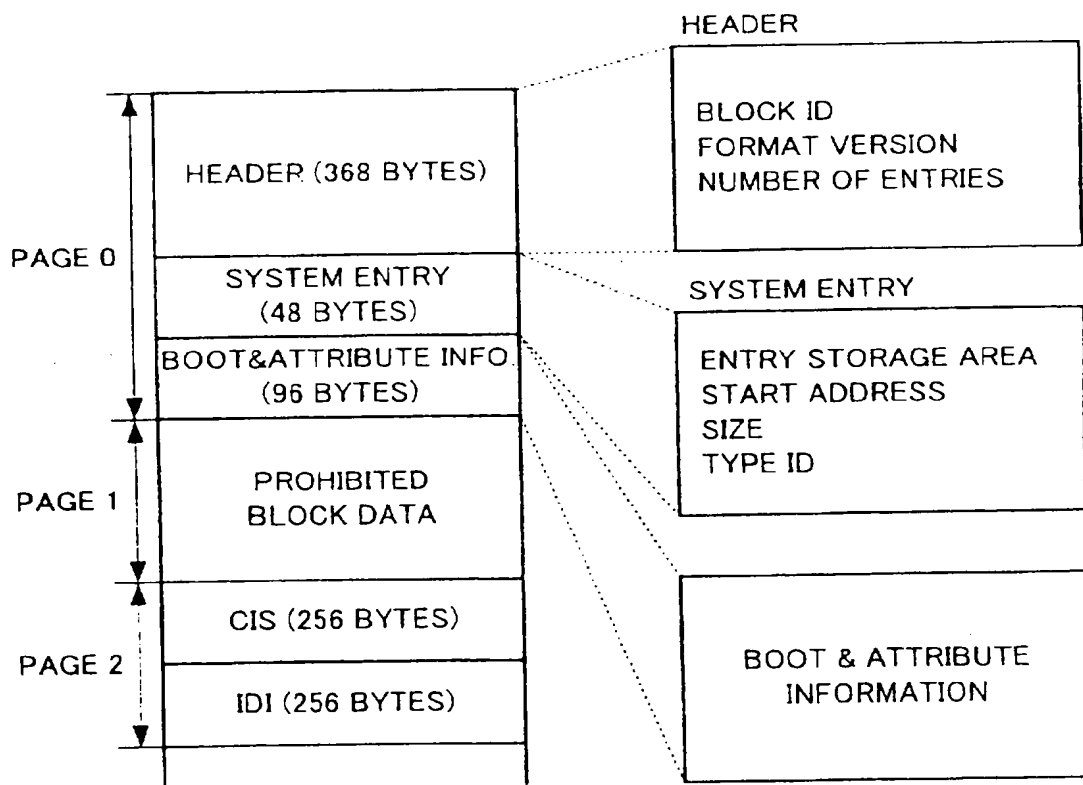 HEADER
BLOCK ID
FORMAT VERSION
NUMBER OF ENTRIES
HEADER (368 BYTES)
PAGE 0
SYSTEM ENTRY
(48 BYTES)
BOOT&ATTRIBUTE INFO.
(96 BYTES)
SYSTEM ENTRY
ENTRY STORAGE AREA
START ADDRESS
SIZE
TYPE ID
PAGE 1
PROHIBITED
BLOCK DATA
CIS (256 BYTES)
PAGE 2
IDI (256 BYTES)
BOOT & ATTRIBUTE
INFORMATION